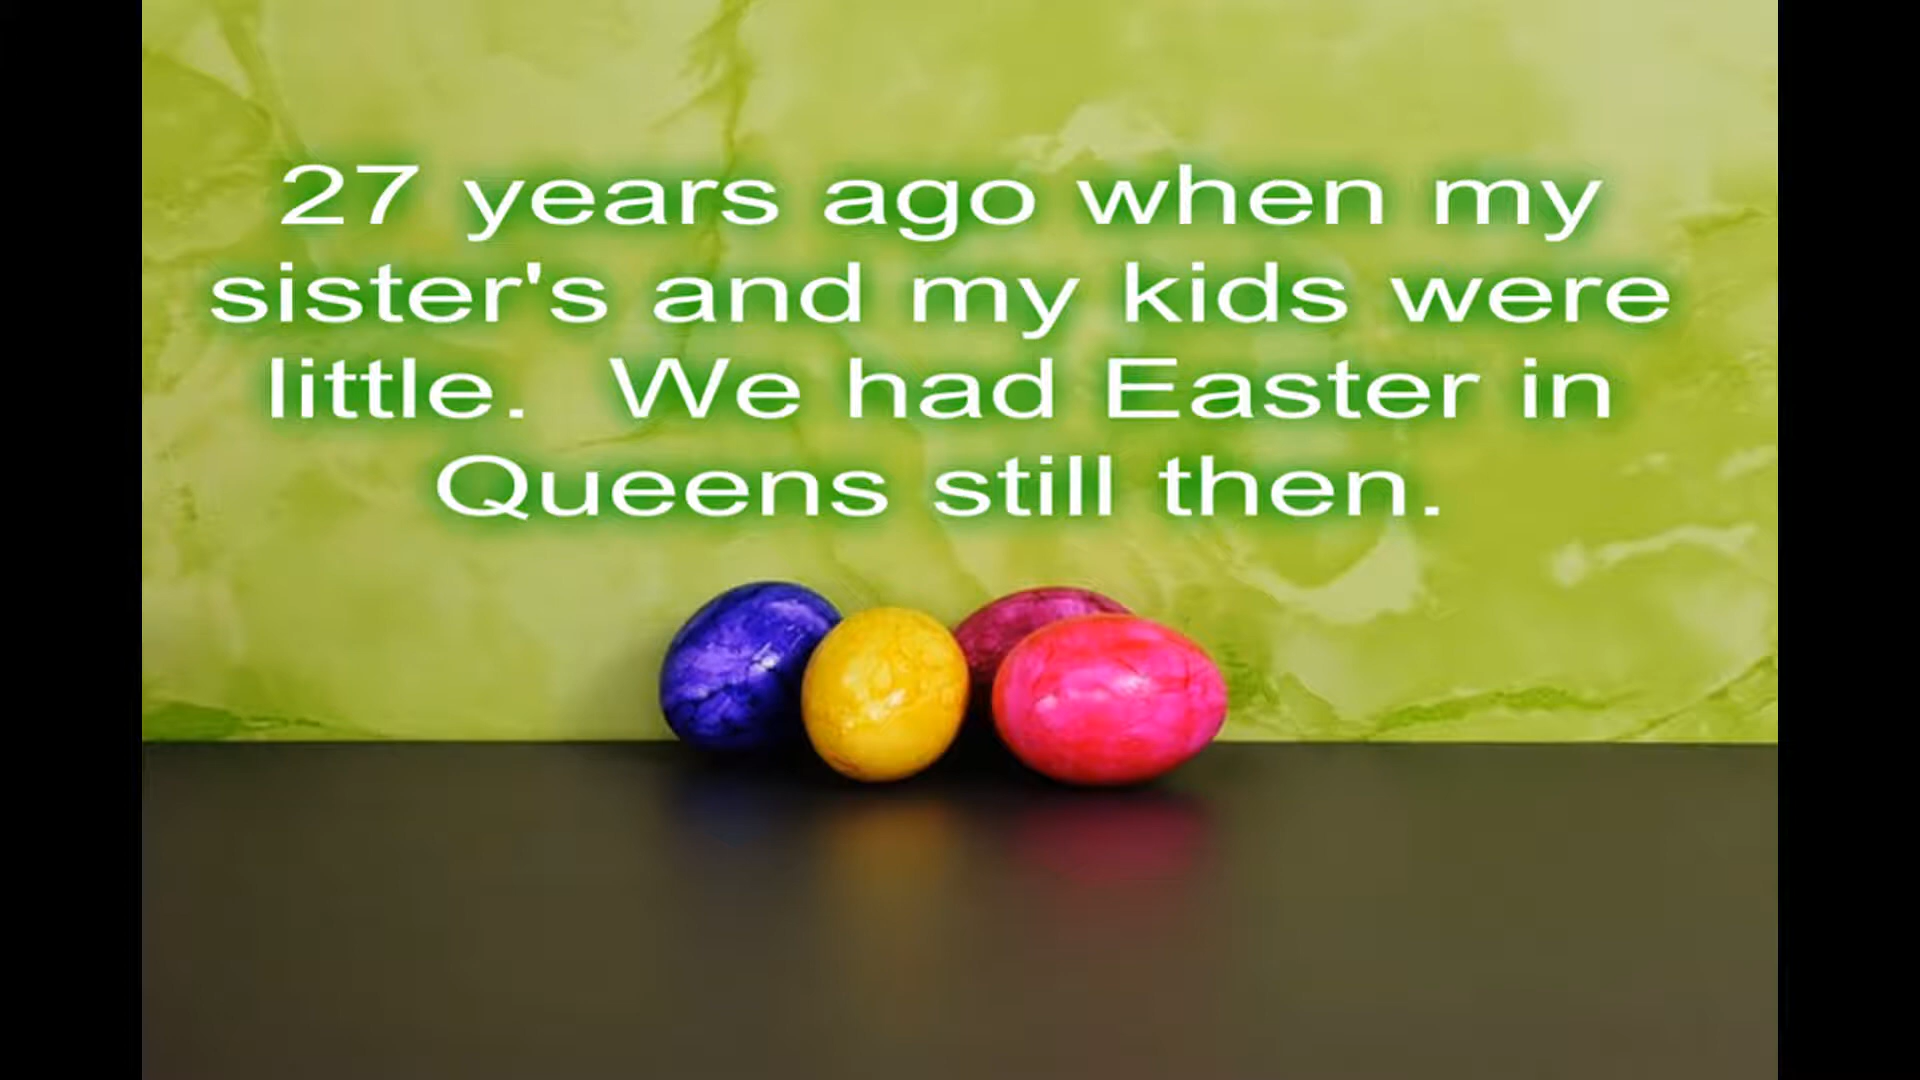 27 years ago when my
sister's and my kids were
little.  We had Easter in
Queens still then.